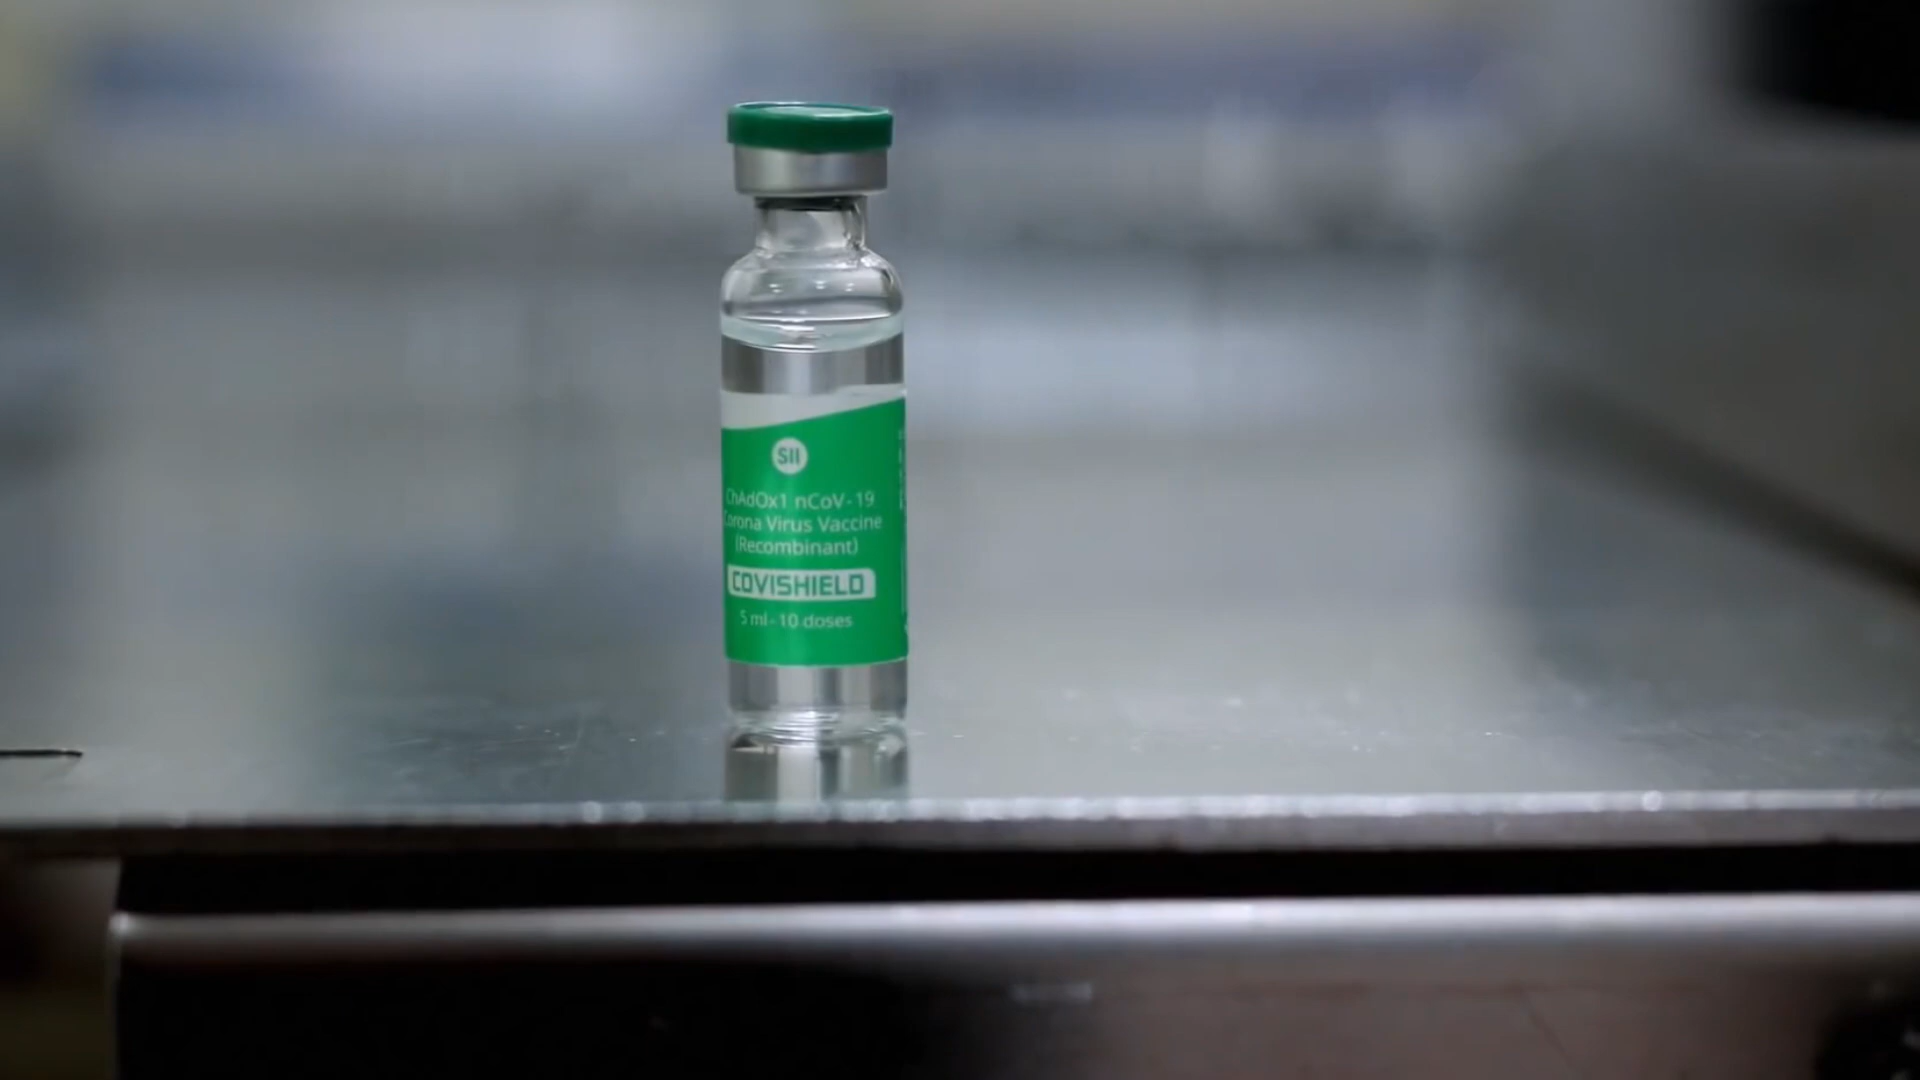 SII
ChAdOx1 nCoV-19
Corona Virus Vaccine
(Recombinant)
COVISHIELD
5 ml-10 doses